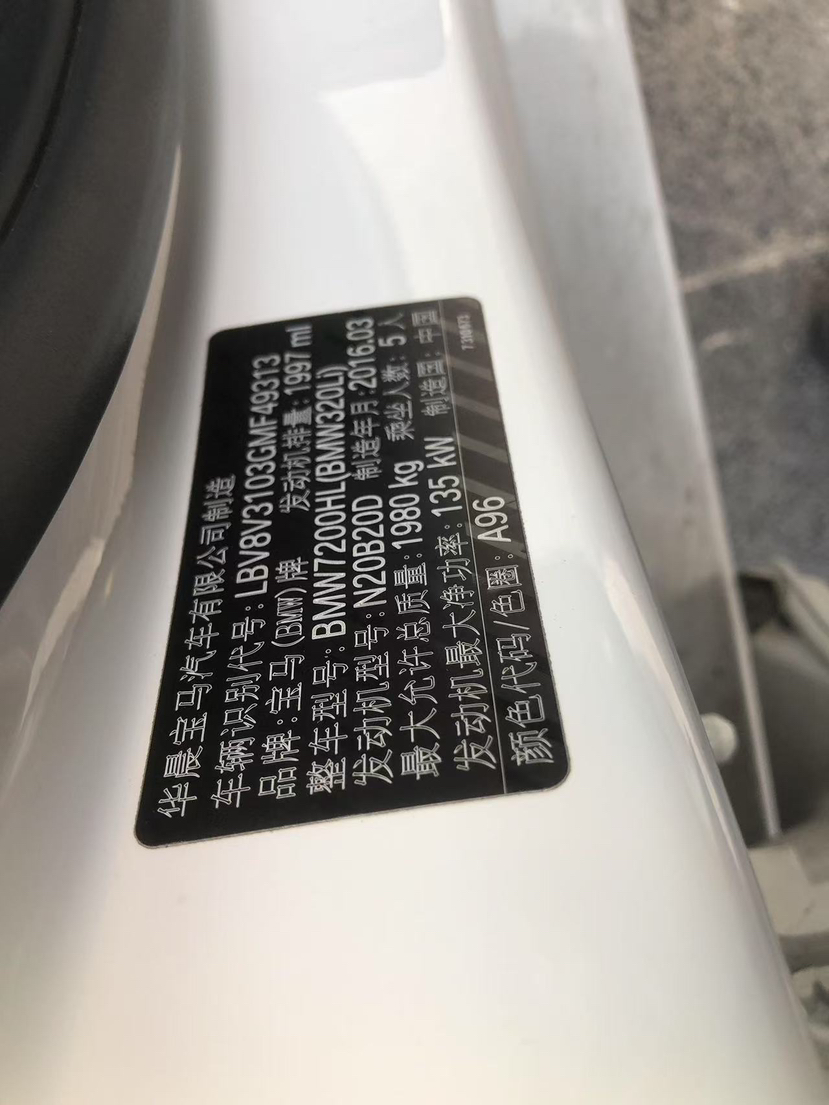 华晨宝马汽车有限公司制造
车辆识别代号:LBV8V3103GMF49313
品牌:宝马(BMW)牌 发动机排量:1997 ml
整车型号:BMW7200HL(BMW320Li)
发动机型号:N20B20D 制造年月:2016.03
最大允许总质量:1980 kg 乘坐人数:5人
发动机最大净功率:135 kW 制造国:中国
颜色代码/色圈:A96